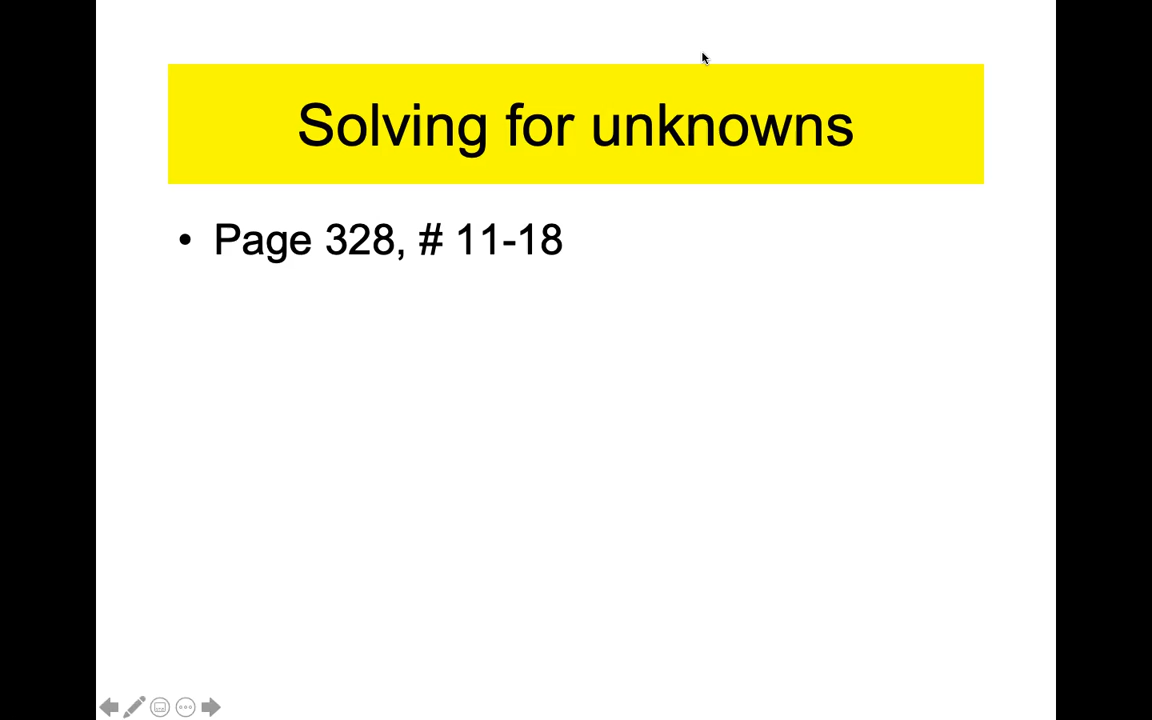 Solving for unknowns
• Page 328, # 11-18